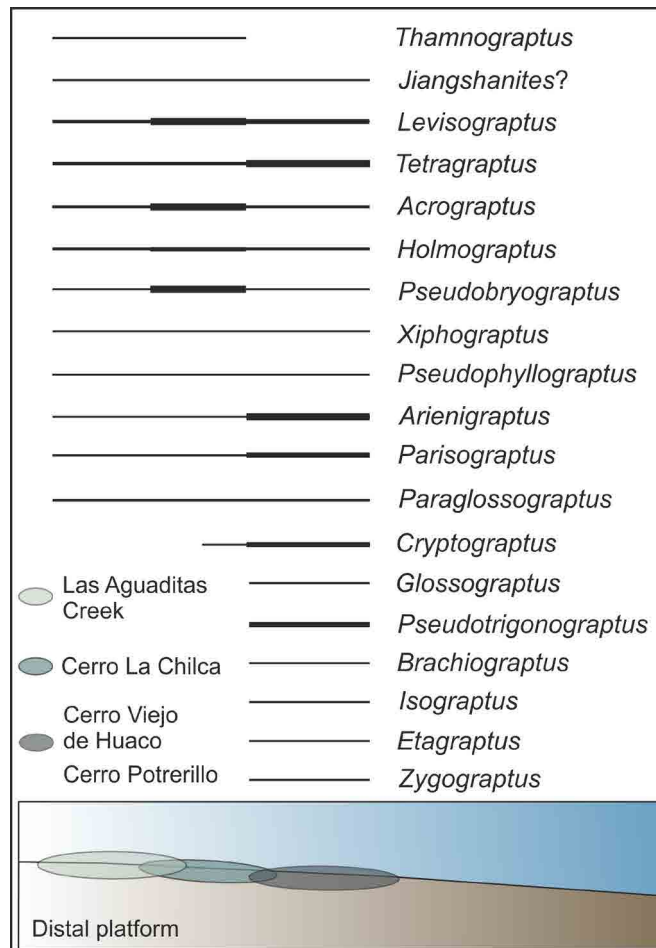 Thamnograptus
Jiangshanites?
Levisograptus
Tetragraptus
Acrograptus
Holmograptus
Pseudobryograptus
Xiphograptus
Pseudophyllograptus
Arienigraptus
Parisograptus
Paraglossograptus
Cryptograptus
Glossograptus
Pseudotrigonograptus
Brachiograptus
Isograptus
Etagraptus
Zygograptus
Las Aguaditas
Creek
Cerro La Chilca
Cerro Viejo
de Huaco
Cerro Potrerillo
Distal platform